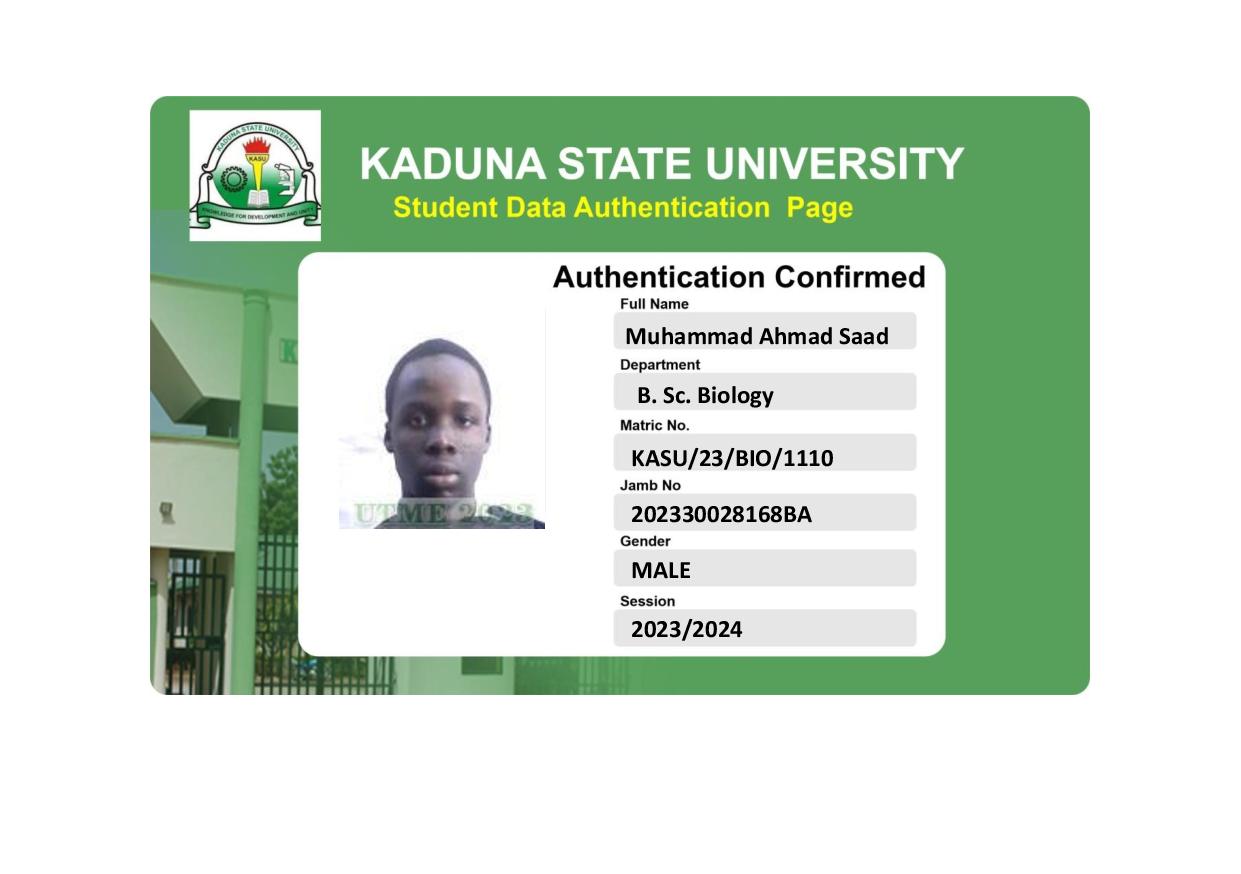 KADUNA STATE UNIVERSITY
KASU
KNOWLEDGE FOR DEVELOPMENT AND UNITY
KADUNA STATE UNIVERSITY
Student Data Authentication Page
Authentication Confirmed
Full Name
Muhammad Ahmad Saad
Department
B. Sc. Biology
Matric No.
KASU/23/BIO/1110
Jamb No
202330028168BA
Gender
MALE
Session
2023/2024
UTME 2023
K